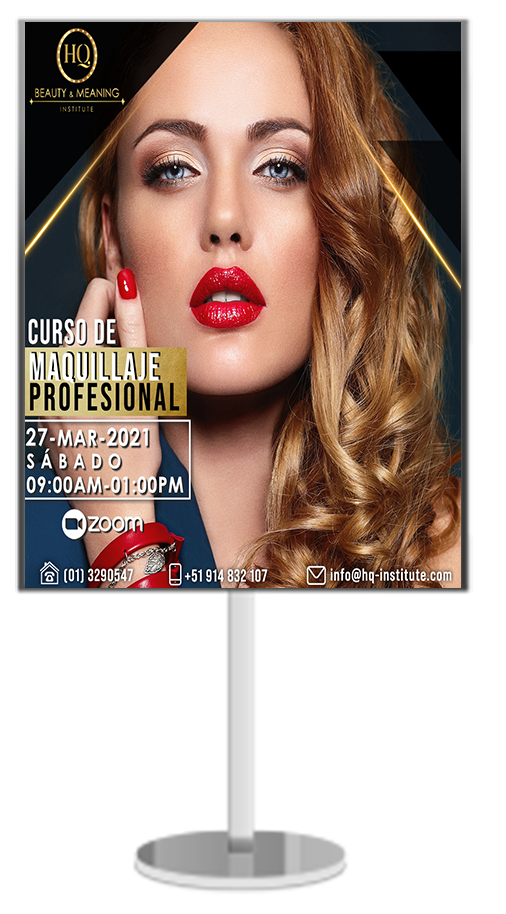 HQ
BEAUTY & MEANING
INSTITUTE
CURSO DE
MAQUILLAJE
PROFESIONAL
27-MAR-2021
SÁBADO
09:00AM-01:00PM
zoom
(01) 3290547
+51 914 832 107
info@hq-institute.com